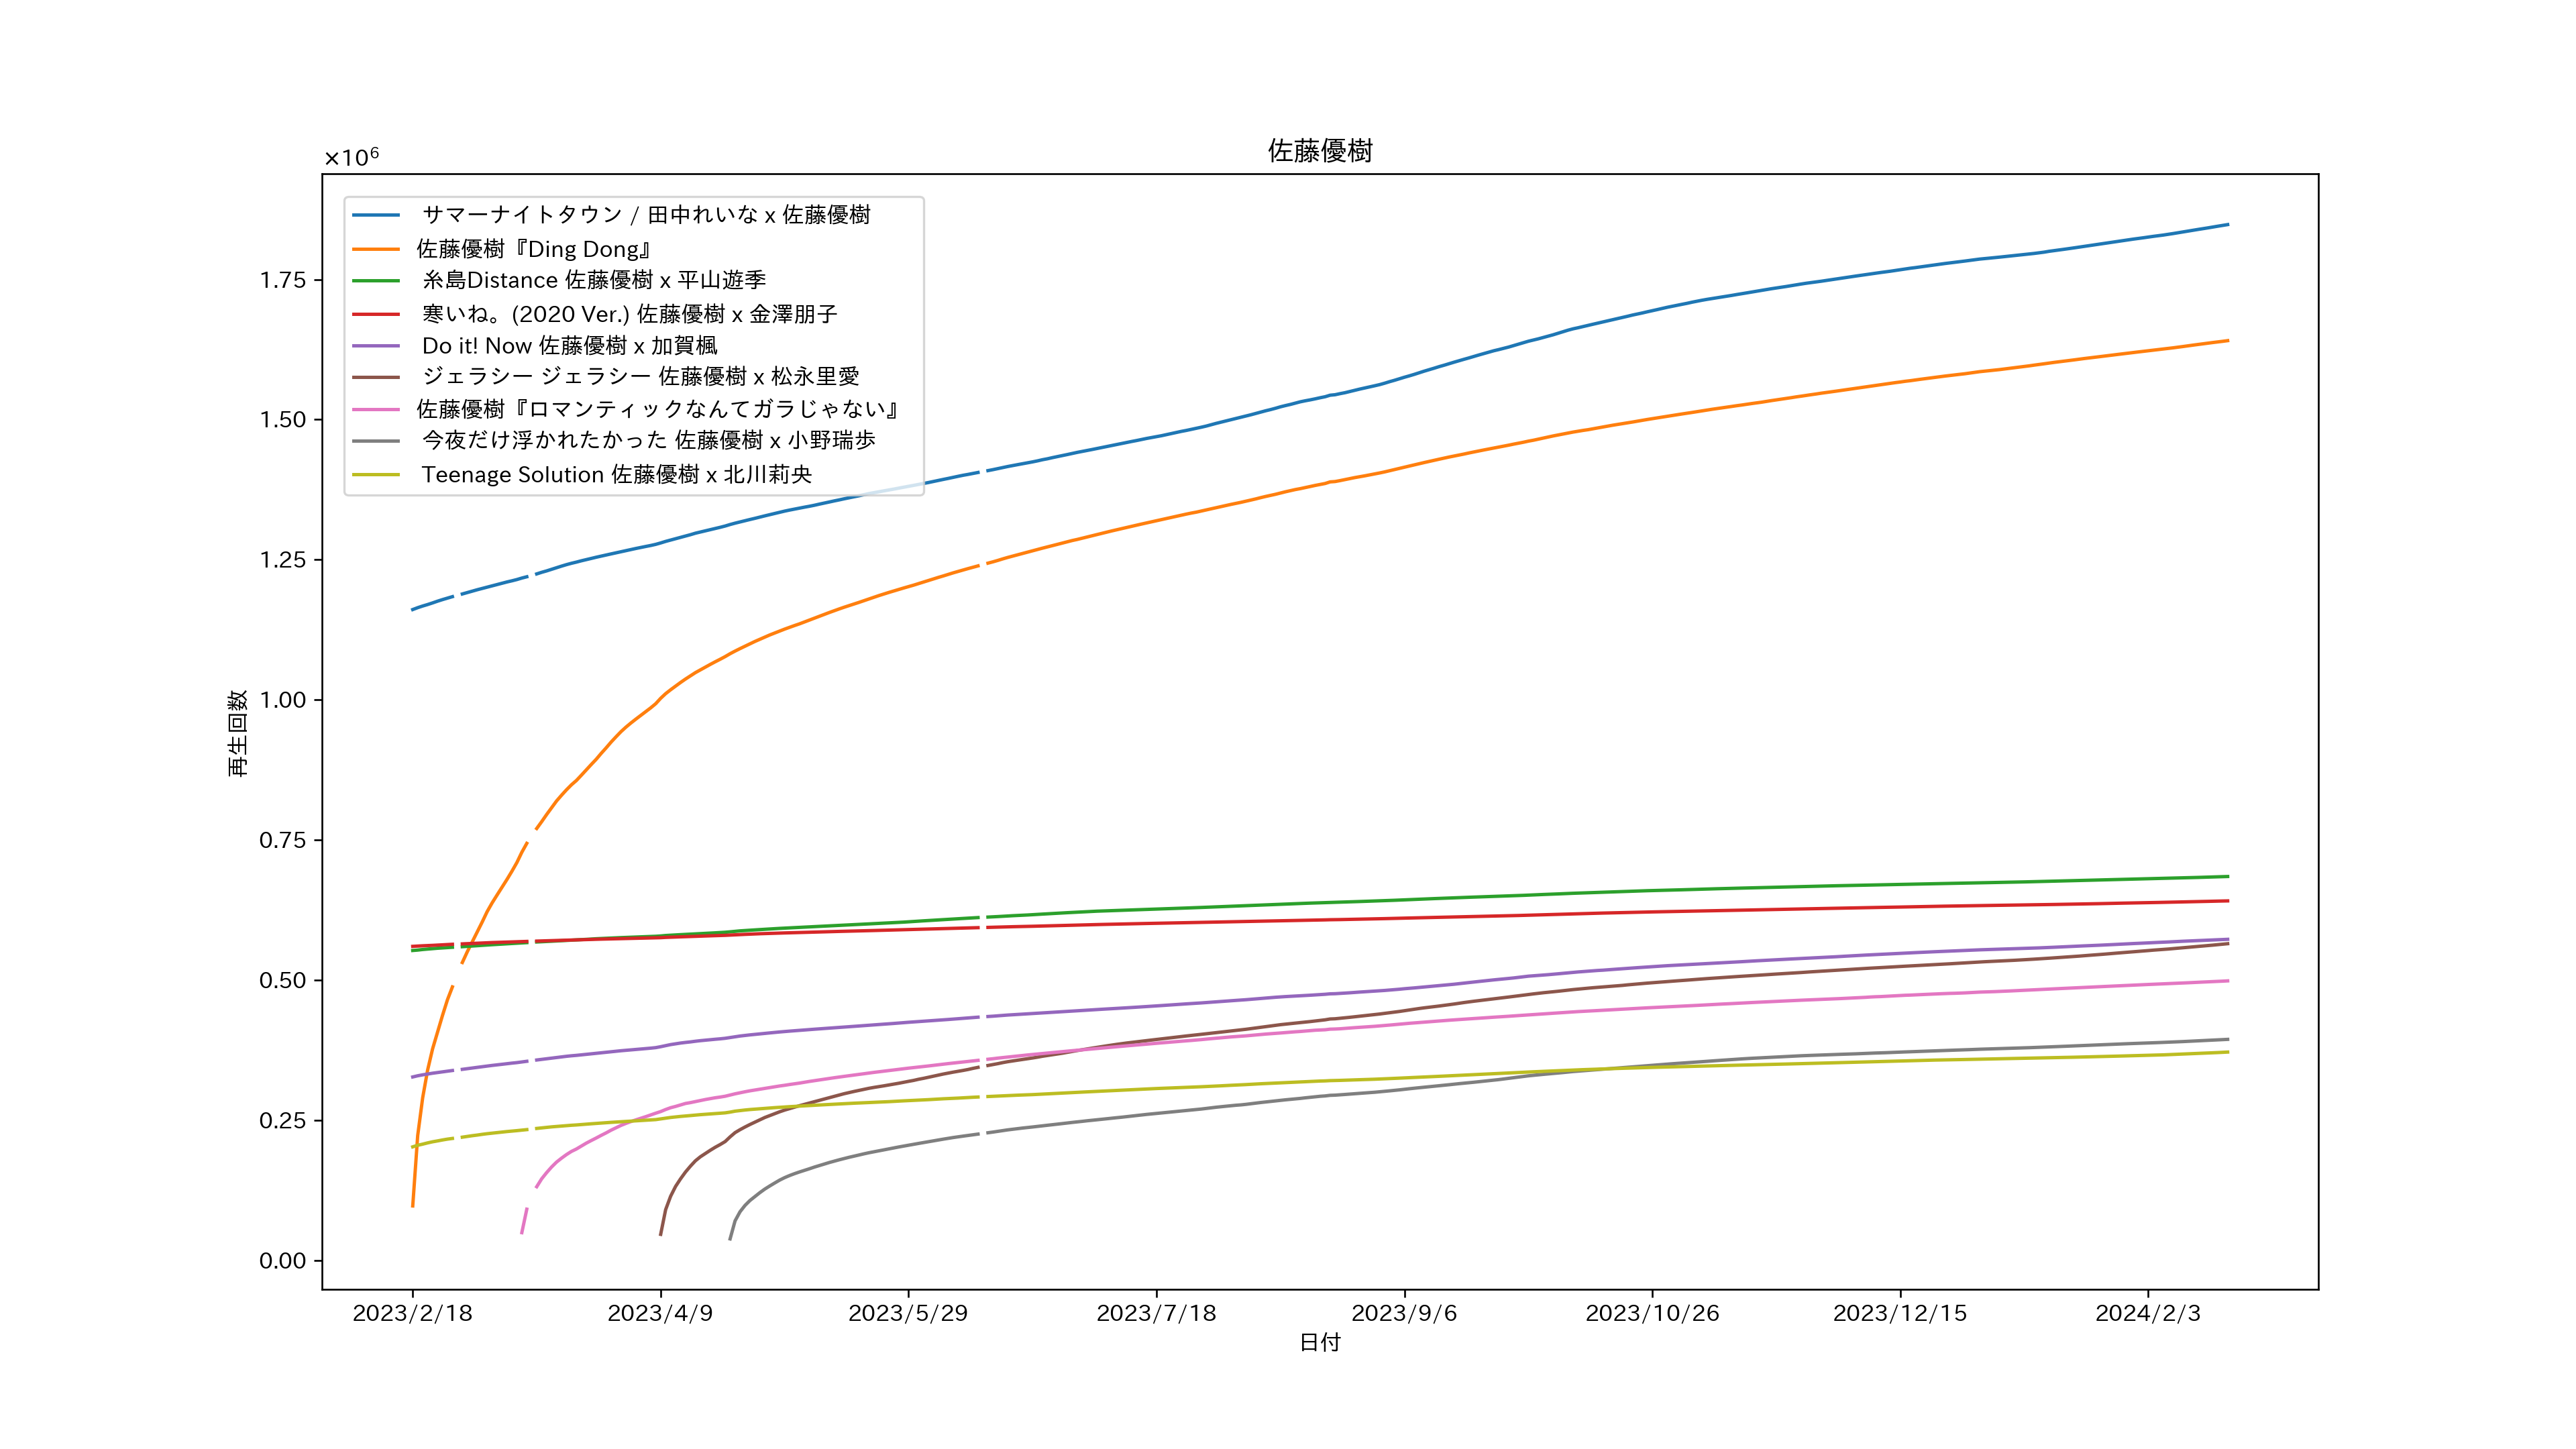 佐藤優樹
×10⁶
サマーナイトタウン / 田中れいな x 佐藤優樹
佐藤優樹『Ding Dong』
糸島Distance 佐藤優樹 x 平山遊季
寒いね。(2020 Ver.) 佐藤優樹 x 金澤朋子
Do it! Now 佐藤優樹 x 加賀楓
ジェラシー ジェラシー 佐藤優樹 x 松永里愛
佐藤優樹『ロマンティックなんてガラじゃない』
今夜だけ浮かれたかった 佐藤優樹 x 小野瑞歩
Teenage Solution 佐藤優樹 x 北川莉央
1.75
1.50
1.25
1.00
0.75
0.50
0.25
0.00
再生回数
2023/2/18 2023/4/9 2023/5/29 2023/7/18 2023/9/6 2023/10/26 2023/12/15 2024/2/3
日付